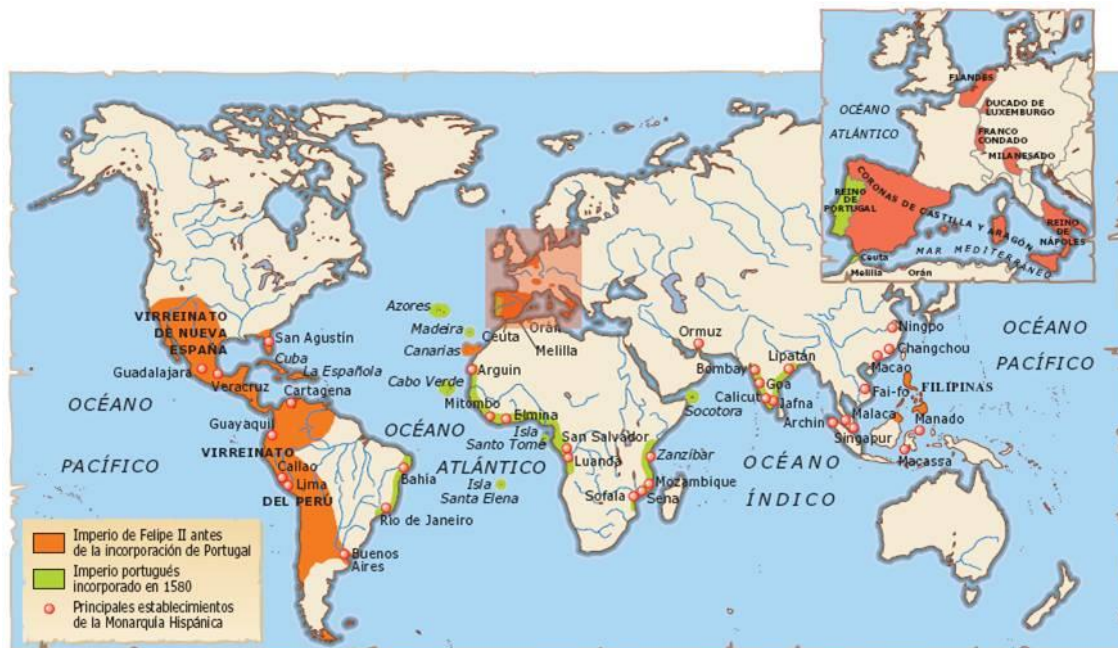 FLANDES
OCÉANO
ATLÁNTICO
DUCADO DE
LUXEMBURGO
FRANCO
CONDADO
MILANESADO
REINO
DE
PORTUGAL
CORONAS DE CASTILLA Y ARAGÓN
REINO
DE
NÁPOLES
MAR MEDITERRÁNEO
Ceuta
Melilla
Orán
VIRREINATO
DE NUEVA
ESPAÑA
San Agustín
Cuba
La Española
Guadalajara
Veracruz
Cartagena
OCÉANO
PACÍFICO
Guayaquil
VIRREINATO
DEL PERÚ
Callao
Lima
Bahía
Río de Janeiro
Buenos
Aires
Azores
Madeira
Canarias
Cabo Verde
Ceúta
Orán
Melilla
Arguin
Mitombo
Elmina
Isla
Santo Tomé
OCÉANO
ATLÁNTICO
Isla
Santa Elena
San Salvador
Luanda
Zanzíbar
Mozambique
Sena
Sofala
Ormuz
Bombay
Lipatán
Goa
Calicut
Jafna
Socotora
Archin
OCÉANO
ÍNDICO
Ningpo
Changchou
Macao
Fai-fo
FILIPINAS
Malaca
Manado
Singapur
Macassa
OCÉANO
PACÍFICO
Imperio de Felipe II antes
de la incorporación de Portugal
Imperio portugués
incorporado en 1580
Principales establecimientos
de la Monarquía Hispánica